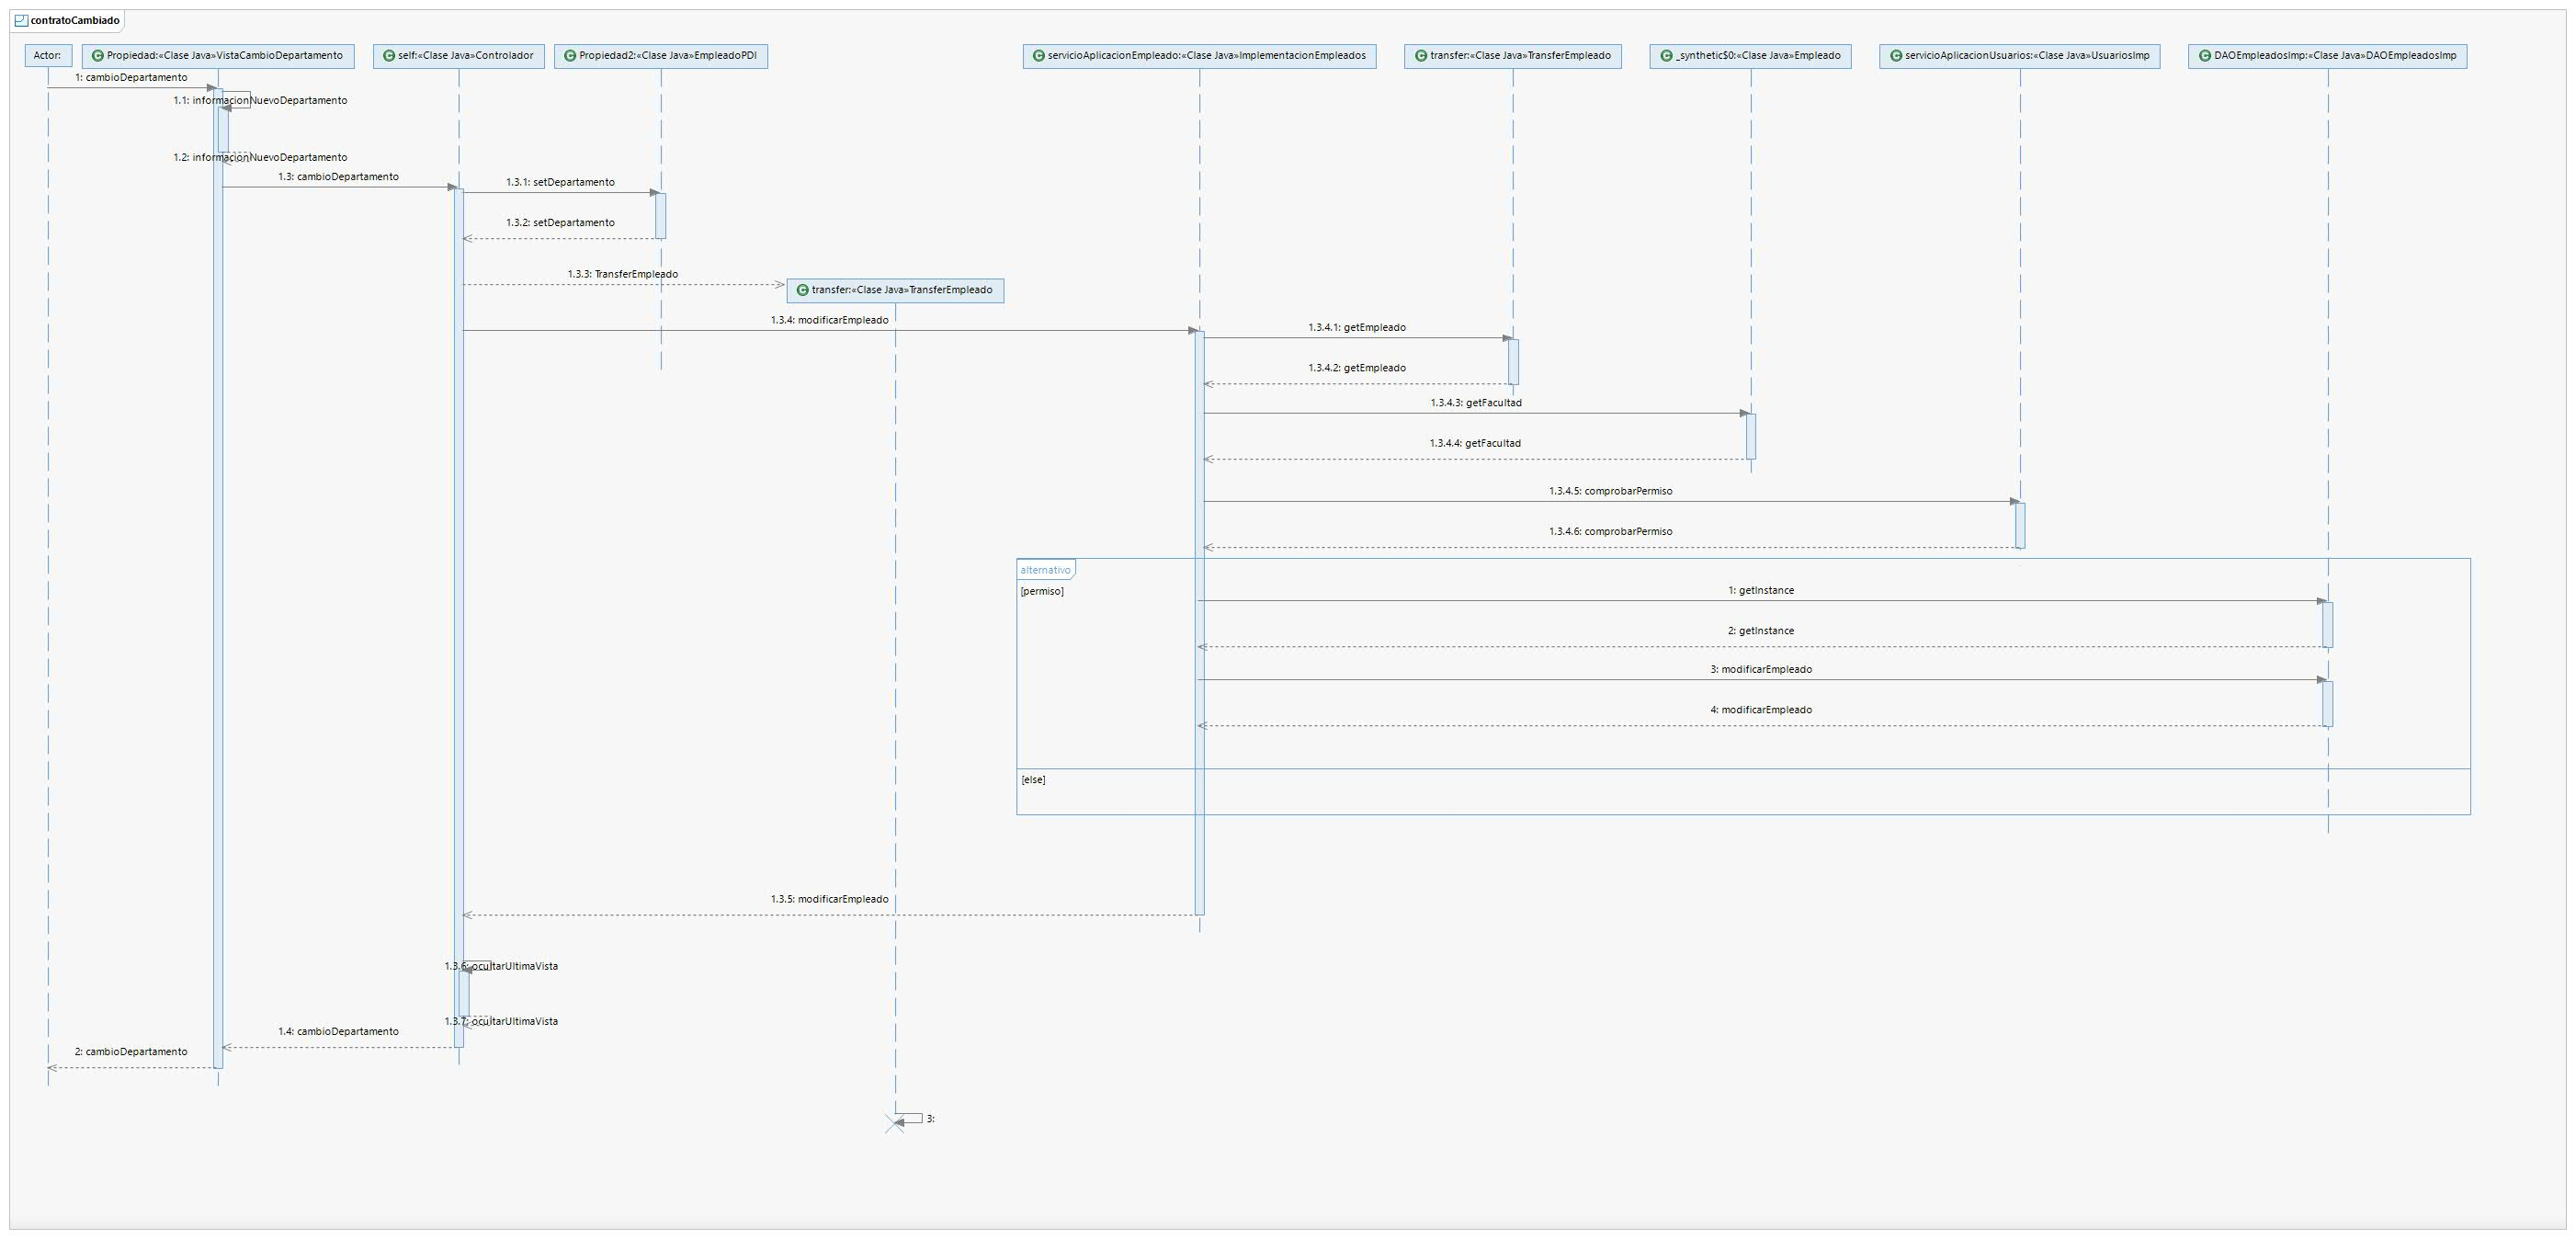 contratoCambiado
Actor:
Propiedad:«Clase Java»VistaCambioDepartamento
self:«Clase Java»Controlador
Propiedad2:«Clase Java»EmpleadoPDI
servicioAplicacionEmpleado:«Clase Java»ImplementacionEmpleados
transfer:«Clase Java»TransferEmpleado
_synthetic$0:«Clase Java»Empleado
servicioAplicacionUsuarios:«Clase Java»UsuariosImp
DAOEmpleadosImp:«Clase Java»DAOEmpleadosImp
1: cambioDepartamento
1.1: informacionNuevoDepartamento
1.2: informacionNuevoDepartamento
1.3: cambioDepartamento
1.3.1: setDepartamento
1.3.2: setDepartamento
1.3.3: TransferEmpleado
transfer:«Clase Java»TransferEmpleado
1.3.4: modificarEmpleado
1.3.4.1: getEmpleado
1.3.4.2: getEmpleado
1.3.4.3: getFacultad
1.3.4.4: getFacultad
1.3.4.5: comprobarPermiso
1.3.4.6: comprobarPermiso
alternativo
[permiso]
1: getInstance
2: getInstance
3: modificarEmpleado
4: modificarEmpleado
[else]
1.3.5: modificarEmpleado
1.3.6: ocultarUltimaVista
1.3.7: ocultarUltimaVista
1.4: cambioDepartamento
2: cambioDepartamento
3: